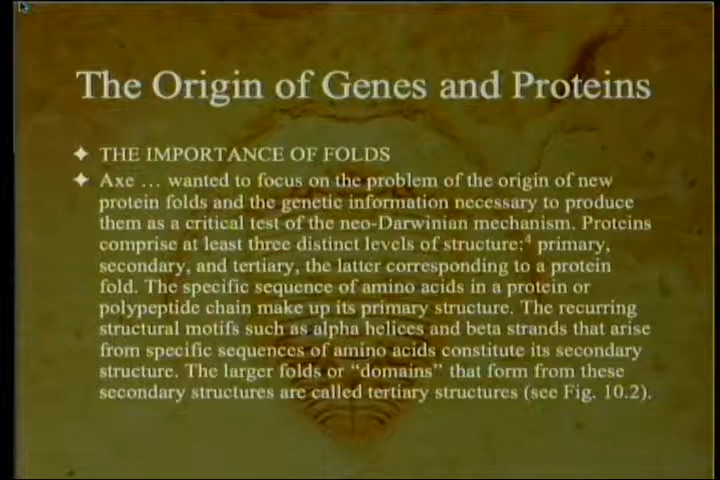 The Origin of Genes and Proteins
✦ THE IMPORTANCE OF FOLDS
✦ Axe … wanted to focus on the problem of the origin of new
protein folds and the genetic information necessary to produce
them as a critical test of the neo-Darwinian mechanism. Proteins
comprise at least three distinct levels of structure:⁴ primary,
secondary, and tertiary, the latter corresponding to a protein
fold. The specific sequence of amino acids in a protein or
polypeptide chain make up its primary structure. The recurring
structural motifs such as alpha helices and beta strands that arise
from specific sequences of amino acids constitute its secondary
structure. The larger folds or “domains” that form from these
secondary structures are called tertiary structures (see Fig. 10.2).